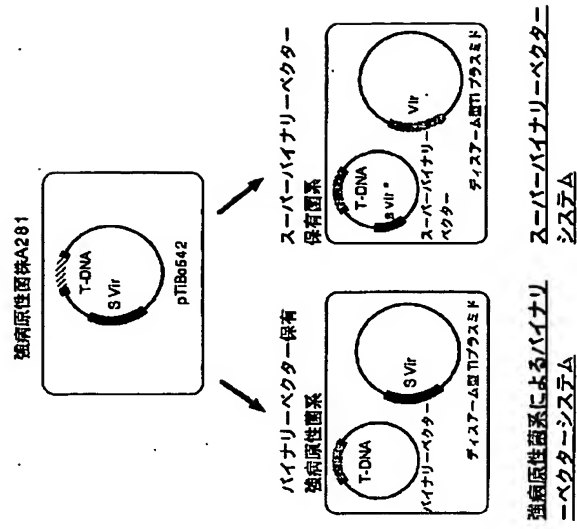 強病原性菌株A281
T-DNA
S Vir
pTiBo542
バイナリーベクター保有
強病原性菌系
T-DNA
バイナリーベクター
S Vir
ディスアーム型Tiプラスミド
強病原性菌系によるバイナリ
ーベクターシステム
スーパーバイナリーベクター
保有菌系
T-DNA
s Vir *
スーパーバイナリー
ベクター
Vir
ディスアーム型Tiプラスミド
スーパーバイナリーベクター
システム